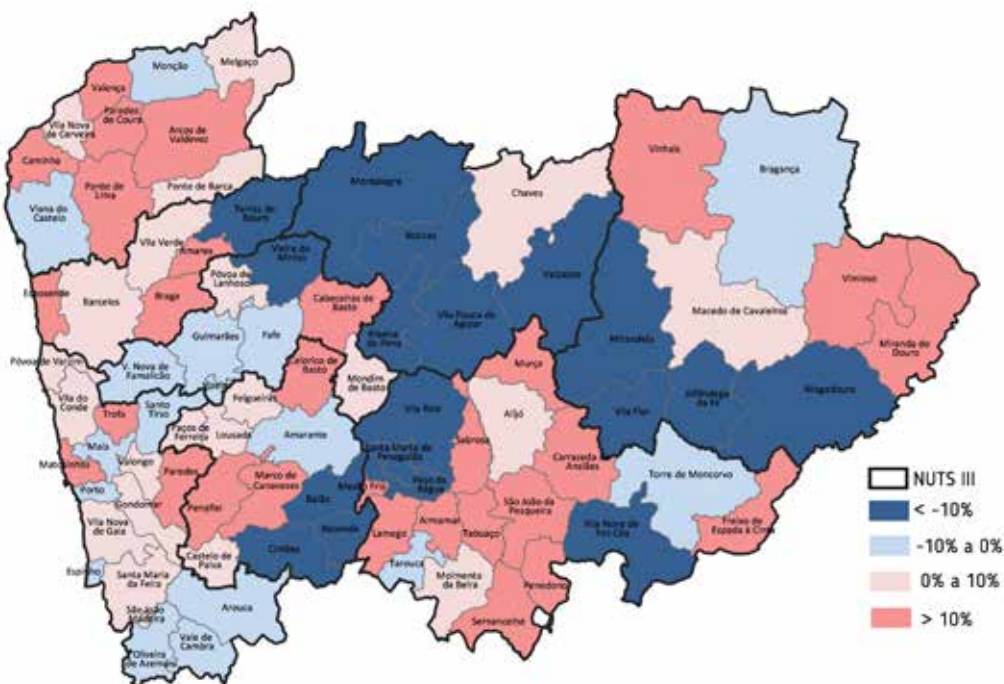 Monção
Melgaço
Valença
Paredes
de Coura
Vila Nova
de Cerveira
Arcos de
Valdevez
Caminha
Ponte de
Lima
Ponte de Barca
Viana do
Castelo
Terras de
Bouro
Montalegre
Chaves
Vinhais
Bragança
Vila Verde
Amares
Vieira do
Minho
Boticas
Valpaços
Esposende
Barcelos
Braga
Póvoa de
Lanhoso
Cabeceiras de
Basto
Vila Pouca de
Aguiar
Ribeira
de Pena
Mirandela
Macedo de Cavaleiros
Vimioso
Miranda do
Douro
Guimarães
Fafe
Póvoa de Varzim
V. Nova de
Famalicão
Celorico de
Basto
Mondim
de Basto
Murça
Alfândega
da Fé
Mogadouro
Vila do
Conde
Santo
Tirso
Trofa
Felgueiras
Vila Real
Alijó
Vila Flor
Paços de
Ferreira
Lousada
Amarante
Maia
Matosinhos
Valongo
Paredes
Santa Marta de
Penaguião
Sabrosa
Carrazeda de
Ansiães
Torre de Moncorvo
Porto
Gondomar
Penafiel
Marco de
Canaveses
Baião
Mesão Frio
Peso da
Régua
São João da
Pesqueira
Vila Nova de
Foz Côa
Freixo de
Espada à Cinta
Vila Nova
de Gaia
Resende
Lamego
Armamar
Tabuaço
Cinfães
Castelo de
Paiva
Tarouca
Moimenta
da Beira
Penedono
Sernancelhe
Espinho
Santa Maria
da Feira
Arouca
São João
Madeira
Vale de
Cambra
Oliveira
de Azeméis
NUTS III
< -10%
-10% a 0%
0% a 10%
> 10%